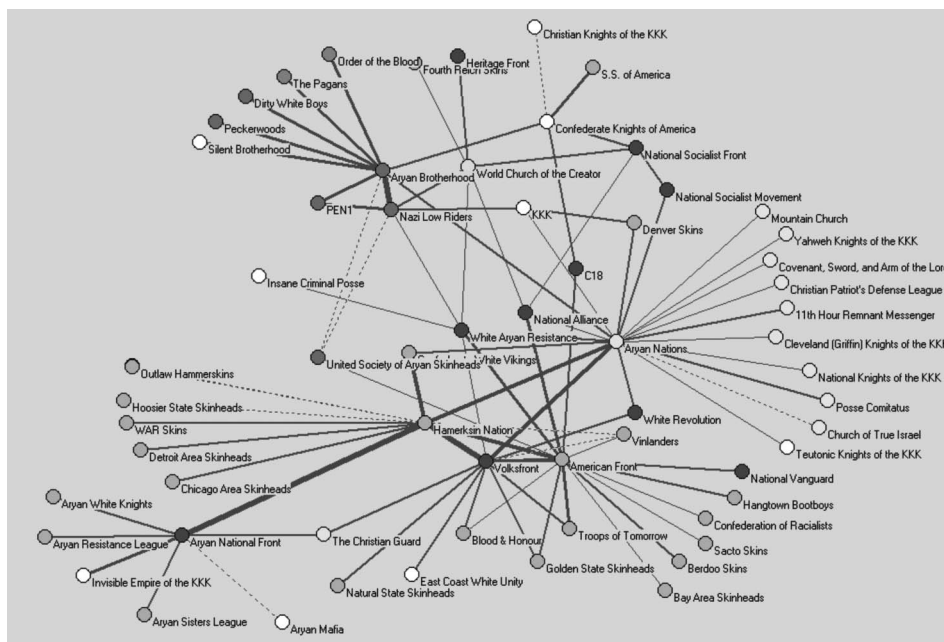 Christian Knights of the KKK
Order of the Blood
Fourth Reich Skins
Heritage Front
S.S. of America
The Pagans
Dirty White Boys
Peckerwoods
Confederate Knights of America
Silent Brotherhood
National Socialist Front
Aryan Brotherhood
World Church of the Creator
National Socialist Movement
PEN1
Nazi Low Riders
KKK
Mountain Church
Denver Skins
Yahweh Knights of the KKK
Covenant, Sword, and Arm of the Lord
C18
Insane Criminal Posse
Christian Patriot's Defense League
National Alliance
11th Hour Remnant Messenger
White Aryan Resistance
Aryan Nations
Cleveland (Griffin) Knights of the KKK
United Society of Aryan Skinheads
White Vikings
Outlaw Hammerskins
National Knights of the KKK
Posse Comitatus
Hoosier State Skinheads
White Revolution
WAR Skins
Hamerksin Nation
Vinlanders
Church of True Israel
Teutonic Knights of the KKK
Detroit Area Skinheads
Volksfront
American Front
National Vanguard
Chicago Area Skinheads
Aryan White Knights
Hangtown Bootboys
Aryan Resistance League
Aryan National Front
The Christian Guard
Blood & Honour
Troops of Tomorrow
Confederation of Racialists
Sacto Skins
Golden State Skinheads
Berdoo Skins
Invisible Empire of the KKK
East Coast White Unity
Natural State Skinheads
Bay Area Skinheads
Aryan Sisters League
Aryan Mafia